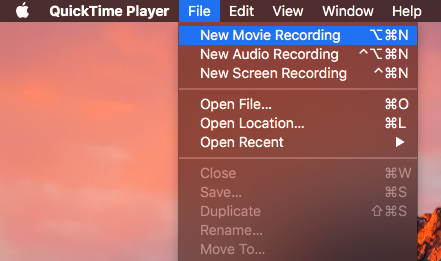 QuickTime Player File Edit View Window Help
New Movie Recording ⌥⌘N
New Audio Recording ^⌥⌘N
New Screen Recording ^⌘N
Open File... ⌘O
Open Location... ⌘L
Open Recent ▶
Close ⌘W
Save... ⌘S
Duplicate ⇧⌘S
Rename...
Move To...